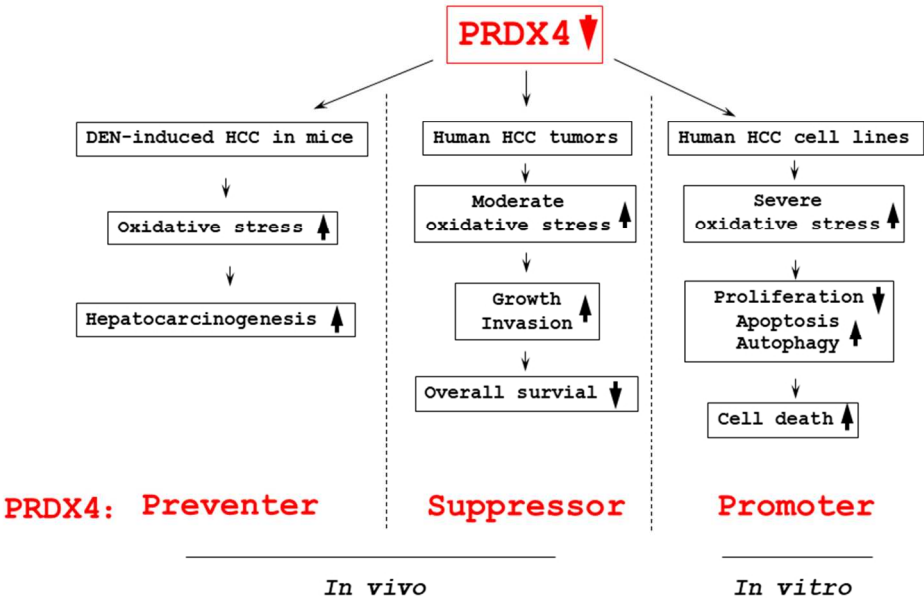 PRDX4
DEN-induced HCC in mice
Oxidative stress
Hepatocarcinogenesis
Human HCC tumors
Moderate
oxidative stress
Growth
Invasion
Overall survial
Human HCC cell lines
Severe
oxidative stress
Proliferation
Apoptosis
Autophagy
Cell death
PRDX4: Preventer Suppressor Promoter
In vivo In vitro